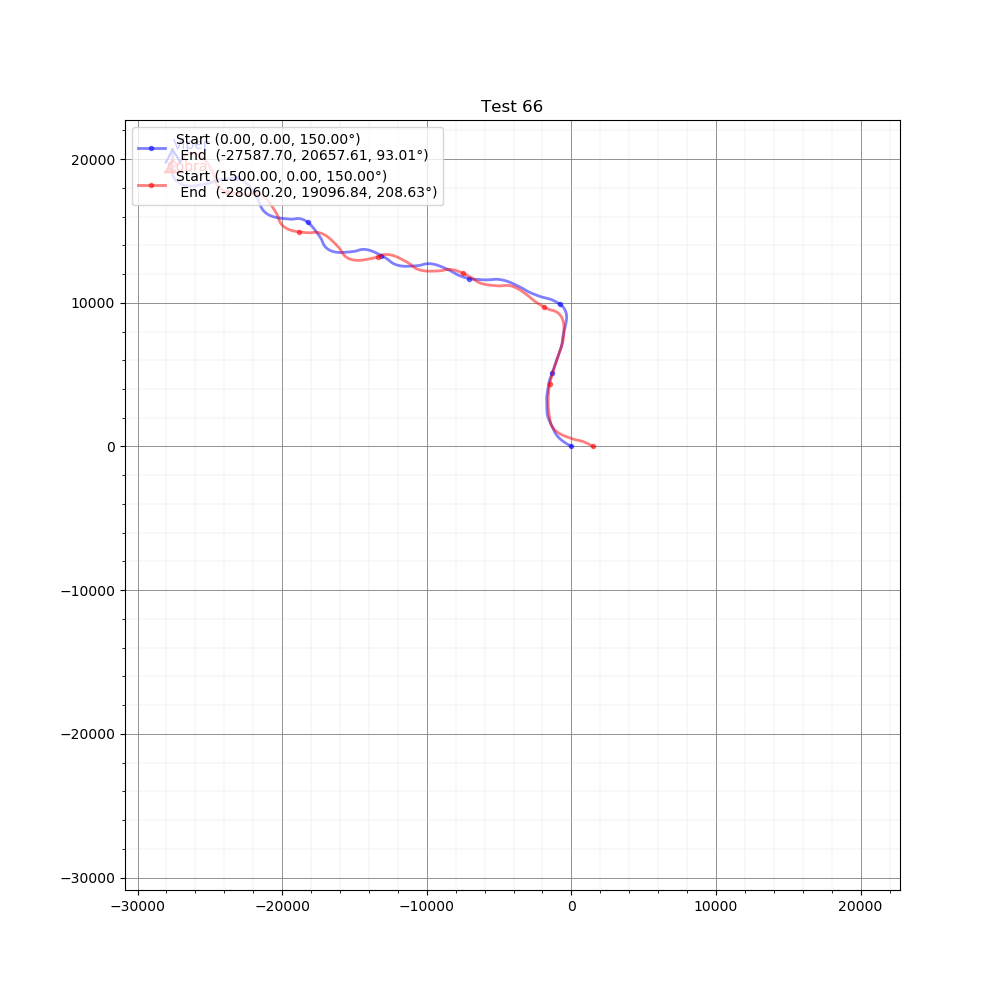 Test 66
Start (0.00, 0.00, 150.00°)
End (-27587.70, 20657.61, 93.01°)
Start (1500.00, 0.00, 150.00°)
End (-28060.20, 19096.84, 208.63°)
20000
10000
0
−10000
−20000
−30000
−30000 −20000 −10000 0 10000 20000